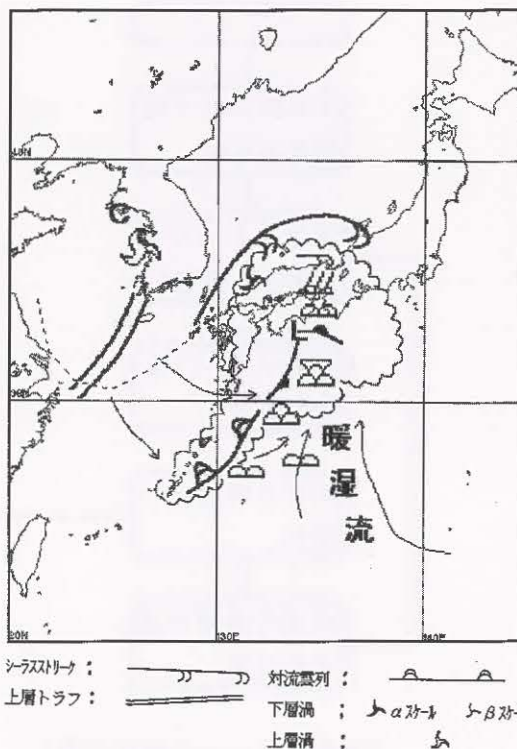 40N
30N
暖
湿
流
20N
130E
140E
シーラスストリーク：
対流雲列：
上層トラフ：
下層渦；
αスケール
βスケー
上層渦：